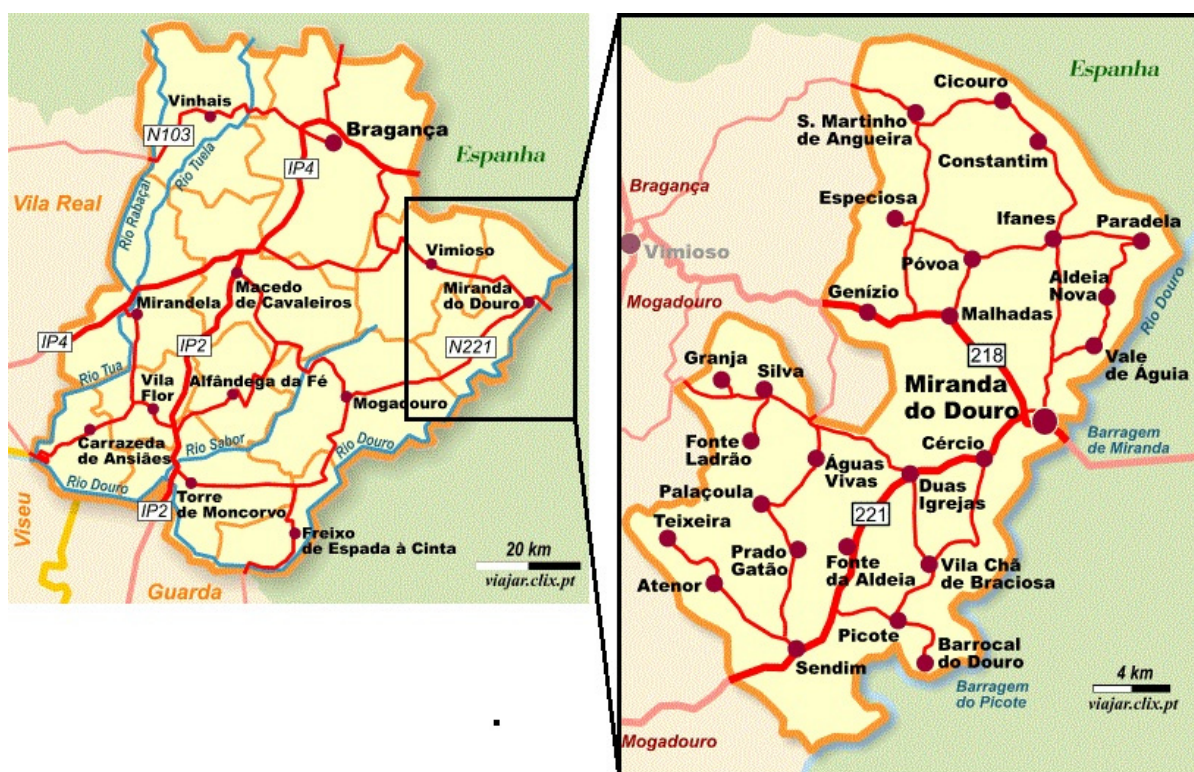 Vinhais
N103
Bragança
Espanha
IP4
Rio Tuela
Rio Rabaçal
Vila Real
Vimioso
Macedo
de Cavaleiros
Miranda
do Douro
Mirandela
IP4
IP2
N221
Rio Tua
Vila
Flor
Alfândega da Fé
Mogadouro
Carrazeda
de Ansiães
Rio Sabor
Rio Douro
Rio Douro
Torre
de Moncorvo
IP2
Viseu
Freixo
de Espada à Cinta
20 km
viajar.clix.pt
Guarda
Espanha
Cicouro
S. Martinho
de Angueira
Constantim
Bragança
Especiosa
Ifanes
Paradela
Vimioso
Póvoa
Aldeia
Nova
Rio Douro
Mogadouro
Genízio
Malhadas
218
Vale
de Águia
Granja
Silva
Miranda
do Douro
Barragem
de Miranda
Cércio
Fonte
Ladrão
Águas
Vivas
Duas
Igrejas
Palaçoula
221
Teixeira
Prado
Gatão
Fonte
da Aldeia
Vila Chã
de Braciosa
Atenor
Picote
Barrocal
do Douro
Sendim
4 km
viajar.clix.pt
Barragem
do Picote
Mogadouro